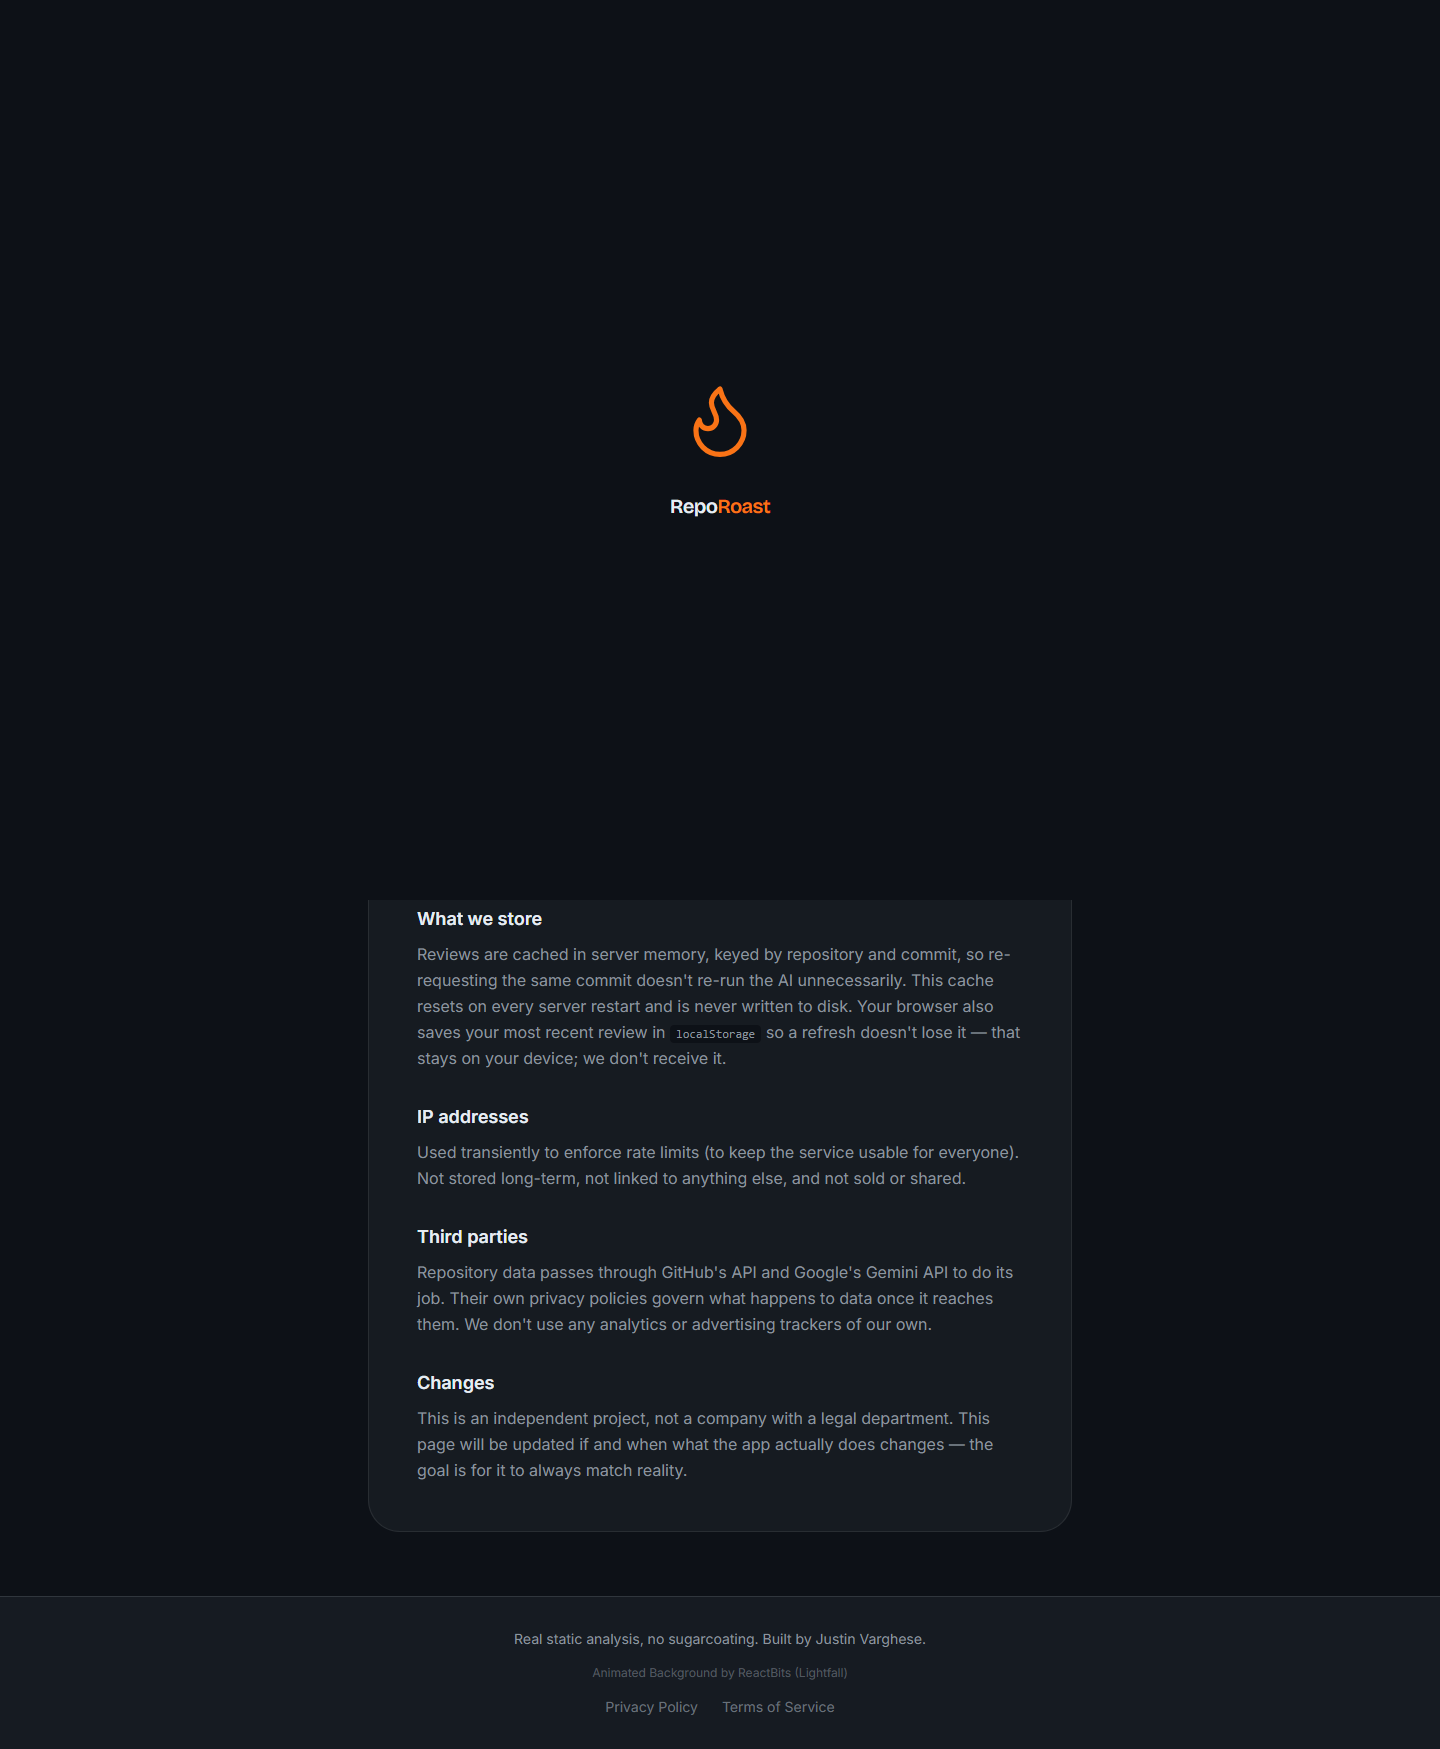 RepoRoast
What we store
Reviews are cached in server memory, keyed by repository and commit, so re-
requesting the same commit doesn't re-run the AI unnecessarily. This cache
resets on every server restart and is never written to disk. Your browser also
saves your most recent review in localStorage so a refresh doesn't lose it — that
stays on your device; we don't receive it.
IP addresses
Used transiently to enforce rate limits (to keep the service usable for everyone).
Not stored long-term, not linked to anything else, and not sold or shared.
Third parties
Repository data passes through GitHub's API and Google's Gemini API to do its
job. Their own privacy policies govern what happens to data once it reaches
them. We don't use any analytics or advertising trackers of our own.
Changes
This is an independent project, not a company with a legal department. This
page will be updated if and when what the app actually does changes — the
goal is for it to always match reality.
Real static analysis, no sugarcoating. Built by Justin Varghese.
Animated Background by ReactBits (Lightfall)
Privacy Policy Terms of Service